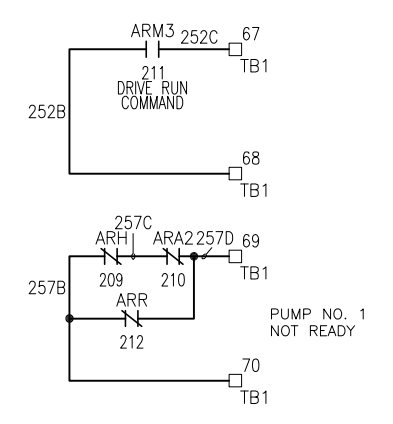 ARM3
252C
67
TB1
211
DRIVE RUN
COMMAND
252B
68
TB1
257C
ARH
ARA2
257D
69
TB1
209
210
257B
ARR
212
PUMP NO. 1
NOT READY
70
TB1